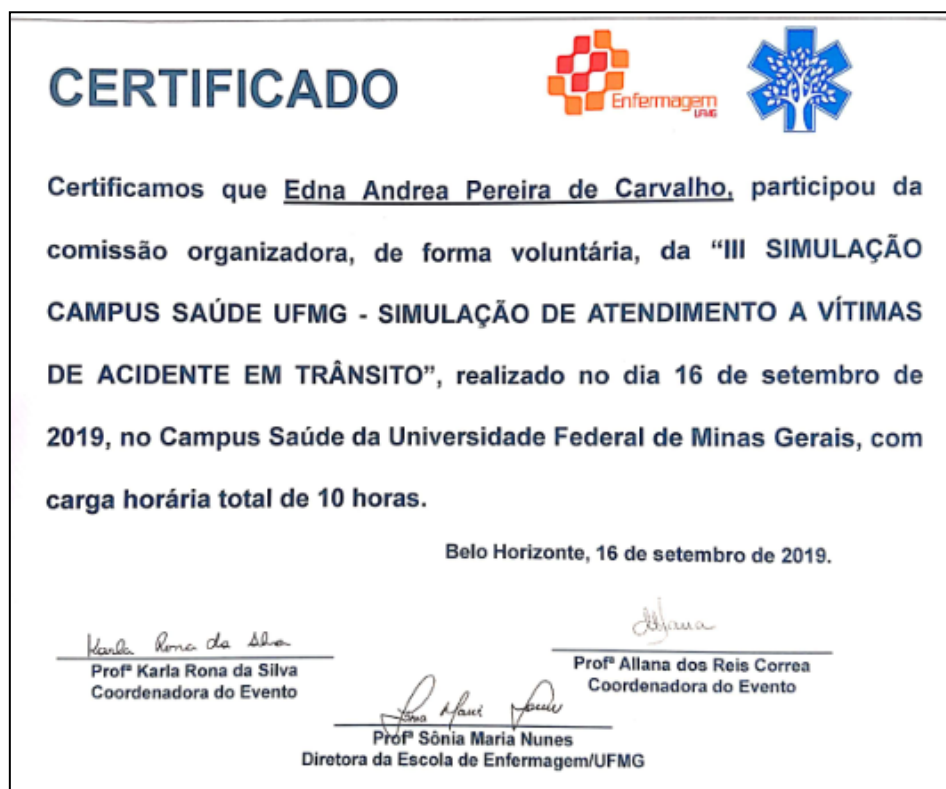 CERTIFICADO
Enfermagem
UFMG
Certificamos que Edna Andrea Pereira de Carvalho, participou da
comissão organizadora, de forma voluntária, da “III SIMULAÇÃO
CAMPUS SAÚDE UFMG - SIMULAÇÃO DE ATENDIMENTO A VÍTIMAS
DE ACIDENTE EM TRÂNSITO”, realizado no dia 16 de setembro de
2019, no Campus Saúde da Universidade Federal de Minas Gerais, com
carga horária total de 10 horas.
Belo Horizonte, 16 de setembro de 2019.
Karla Rona da Silva
Profª Karla Rona da Silva
Coordenadora do Evento
Profª Allana dos Reis Correa
Coordenadora do Evento
Profª Sônia Maria Nunes
Diretora da Escola de Enfermagem/UFMG